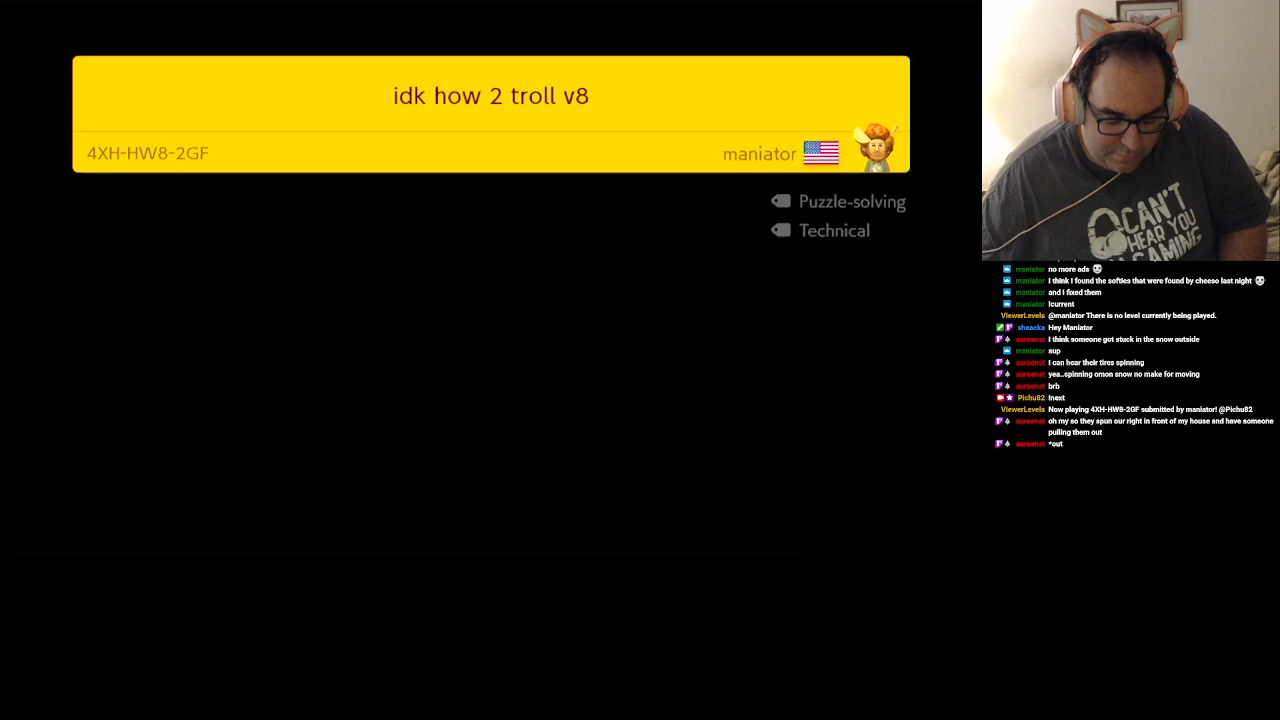 idk how 2 troll v8
4XH-HW8-2GF
maniator
Puzzle-solving
Technical
CAN'T
HEAR YOU
GAMING
maniator no more ads
maniator I think I found the softies that were found by cheeso last night
maniator and I fixed them
maniator !current
ViewerLevels @maniator There is no level currently being played.
sheacka Hey Maniator
I think someone got stuck in the snow outside
maniator sup
I can hear their tires spinning
yea..spinning omon snow no make for moving
brb
Pichu82 !next
ViewerLevels Now playing 4XH-HW8-2GF submitted by maniator! @Pichu82
oh my so they spun our right in front of my house and have someone
pulling them out
*out